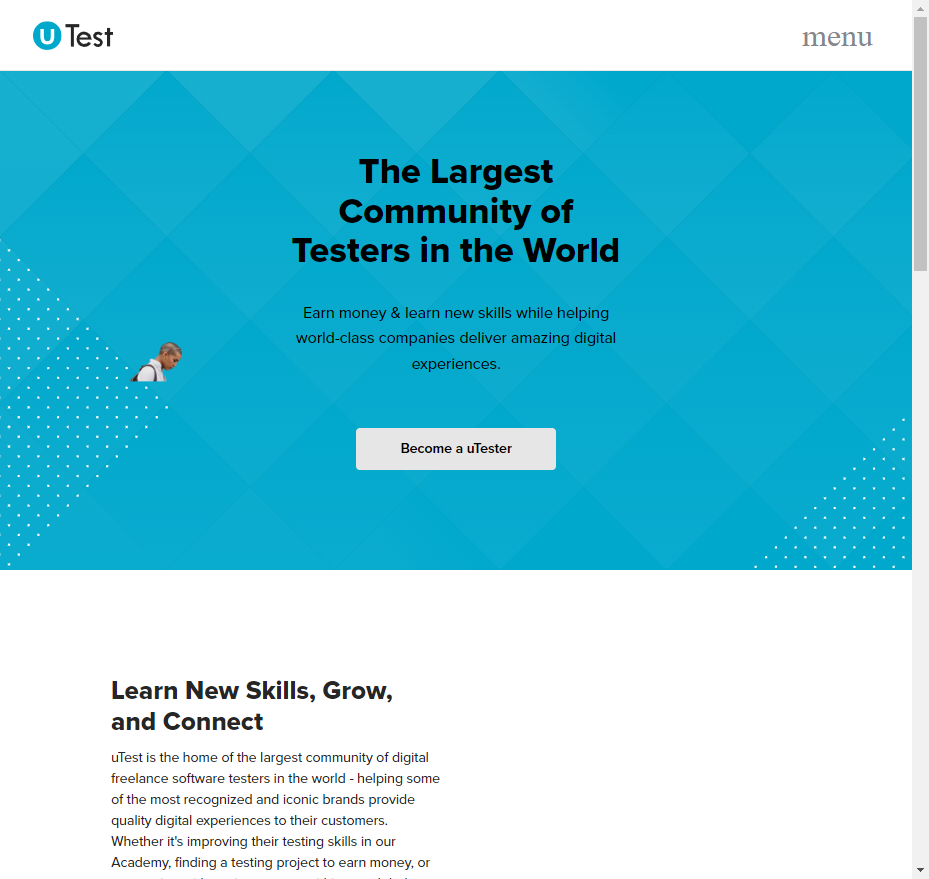 uTest
menu
The Largest
Community of
Testers in the World
Earn money & learn new skills while helping
world-class companies deliver amazing digital
experiences.
Become a uTester
Learn New Skills, Grow,
and Connect
uTest is the home of the largest community of digital
freelance software testers in the world - helping some
of the most recognized and iconic brands provide
quality digital experiences to their customers.
Whether it's improving their testing skills in our
Academy, finding a testing project to earn money, or